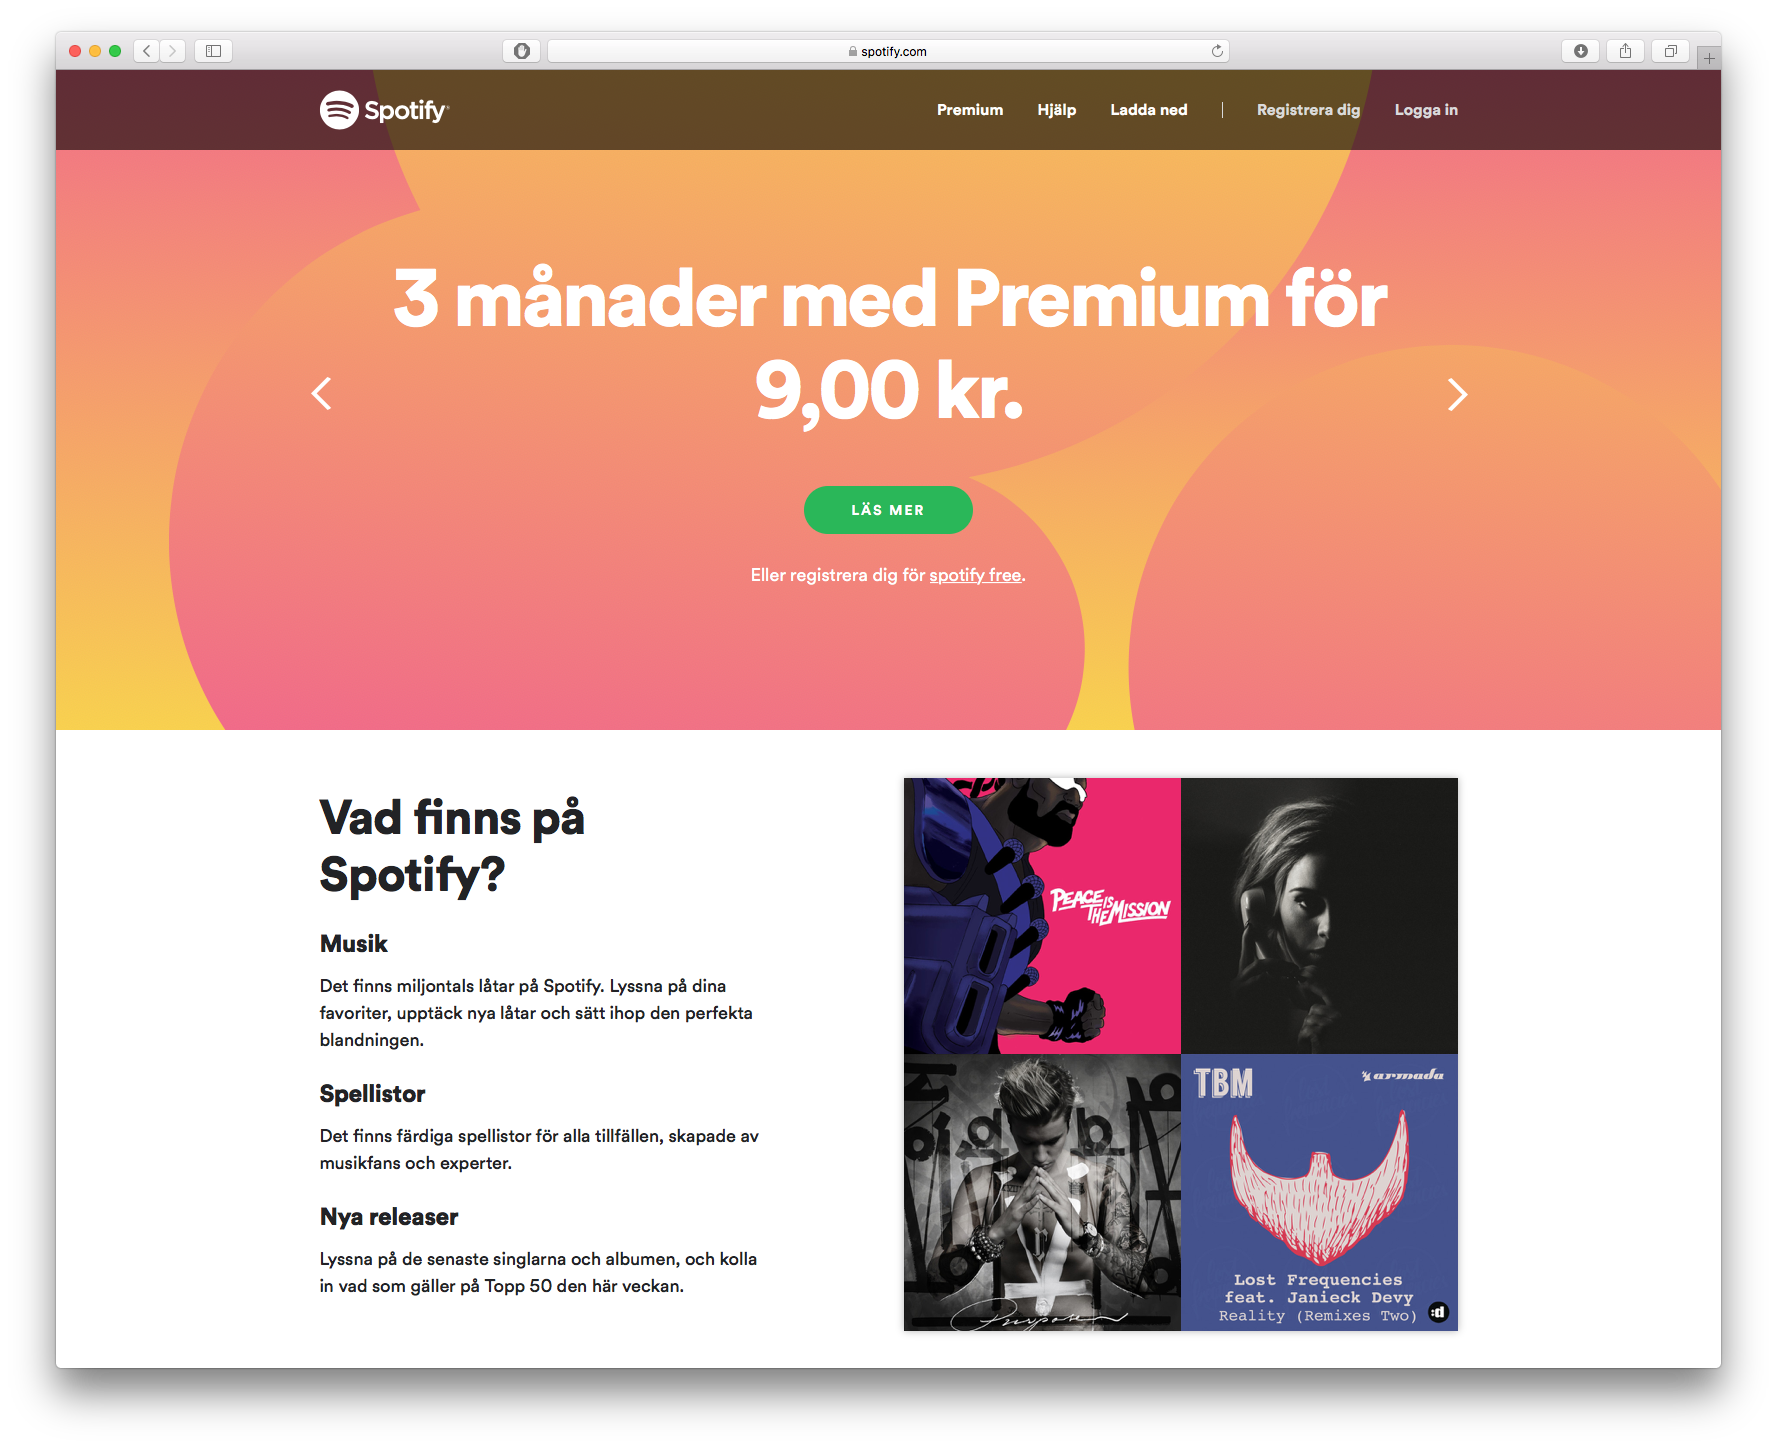 spotify.com
Spotify
Premium Hjälp Ladda ned | Registrera dig Logga in
3 månader med Premium för
9,00 kr.
LÄS MER
Eller registrera dig för spotify free.
Vad finns på
Spotify?
Musik
Det finns miljontals låtar på Spotify. Lyssna på dina
favoriter, upptäck nya låtar och sätt ihop den perfekta
blandningen.
Spellistor
Det finns färdiga spellistor för alla tillfällen, skapade av
musikfans och experter.
Nya releaser
Lyssna på de senaste singlarna och albumen, och kolla
in vad som gäller på Topp 50 den här veckan.
PEACE IS
THE MISSION
Purpose
TBM
armada
Lost Frequencies
feat. Janieck Devy
Reality (Remixes Two)
:d